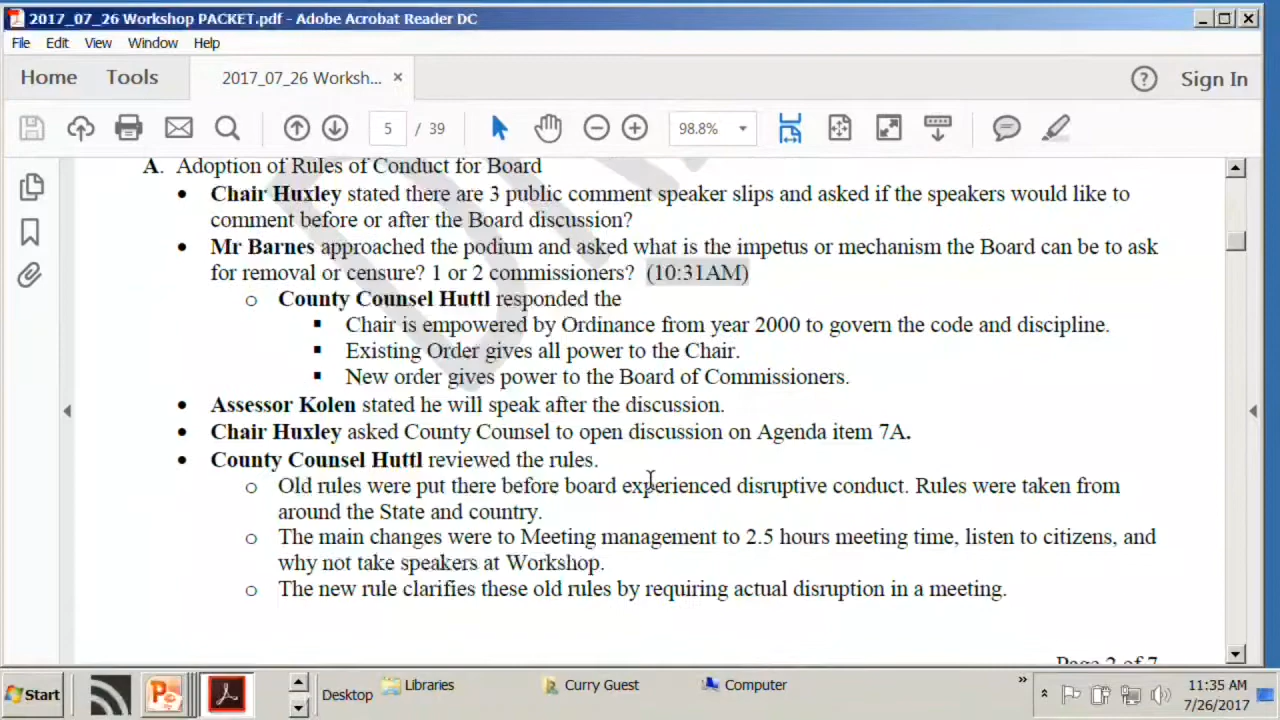 2017_07_26 Workshop PACKET.pdf - Adobe Acrobat Reader DC
File Edit View Window Help
Home Tools 2017_07_26 Worksh... × ? Sign In
5 / 39 98.8%
A. Adoption of Rules of Conduct for Board
• Chair Huxley stated there are 3 public comment speaker slips and asked if the speakers would like to
comment before or after the Board discussion?
• Mr Barnes approached the podium and asked what is the impetus or mechanism the Board can be to ask
for removal or censure? 1 or 2 commissioners? (10:31AM)
o County Counsel Huttl responded the
▪ Chair is empowered by Ordinance from year 2000 to govern the code and discipline.
▪ Existing Order gives all power to the Chair.
▪ New order gives power to the Board of Commissioners.
• Assessor Kolen stated he will speak after the discussion.
• Chair Huxley asked County Counsel to open discussion on Agenda item 7A.
• County Counsel Huttl reviewed the rules.
o Old rules were put there before board experienced disruptive conduct. Rules were taken from
around the State and country.
o The main changes were to Meeting management to 2.5 hours meeting time, listen to citizens, and
why not take speakers at Workshop.
o The new rule clarifies these old rules by requiring actual disruption in a meeting.
Page 2 of 7
Start Desktop Libraries Curry Guest Computer » 11:35 AM
7/26/2017